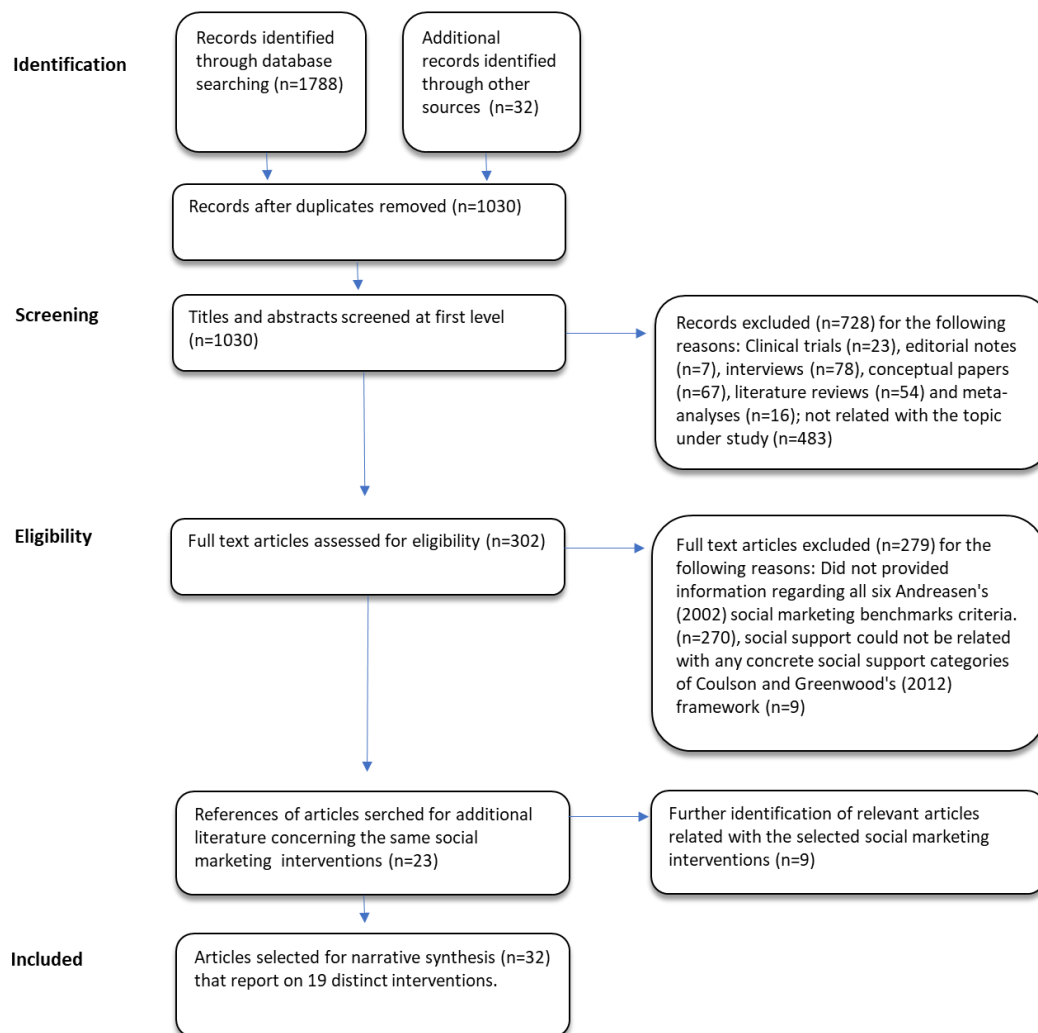 Identification
Records identified
through database
searching (n=1788)
Additional
records identified
through other
sources  (n=32)
Records after duplicates removed (n=1030)
Screening
Titles and abstracts screened at first level
(n=1030)
Records excluded (n=728) for the following
reasons: Clinical trials (n=23), editorial notes
(n=7), interviews (n=78), conceptual papers
(n=67), literature reviews (n=54) and meta-
analyses (n=16); not related with the topic
under study (n=483)
Eligibility
Full text articles assessed for eligibility (n=302)
Full text articles excluded (n=279) for the
following reasons: Did not provided
information regarding all six Andreasen's
(2002) social marketing benchmarks criteria.
(n=270), social support could not be related
with any concrete social support categories
of Coulson and Greenwood's (2012)
framework (n=9)
References of articles serched for additional
literature concerning the same social
marketing  interventions (n=23)
Further identification of relevant articles
related with the selected social marketing
interventions (n=9)
Included
Articles selected for narrative synthesis (n=32)
that report on 19 distinct interventions.